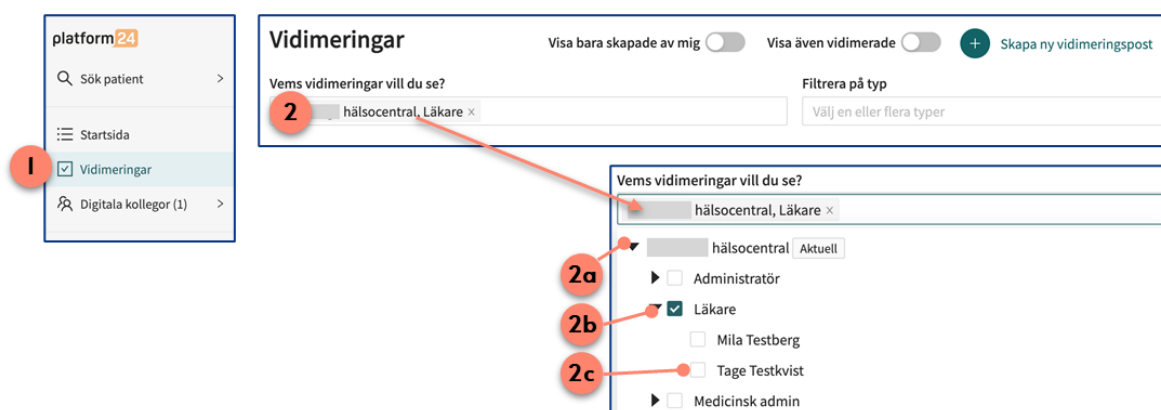 platform24
Sök patient
Startsida
1
Vidimeringar
Digitala kollegor (1)
Vidimeringar
Visa bara skapade av mig
Visa även vidimerade
+ Skapa ny vidimeringspost
Vems vidimeringar vill du se?
Filtrera på typ
2
hälsocentral, Läkare ×
Välj en eller flera typer
Vems vidimeringar vill du se?
hälsocentral, Läkare ×
2a
hälsocentral Aktuell
Administratör
2b
Läkare
Mila Testberg
2c
Tage Testkvist
Medicinsk admin